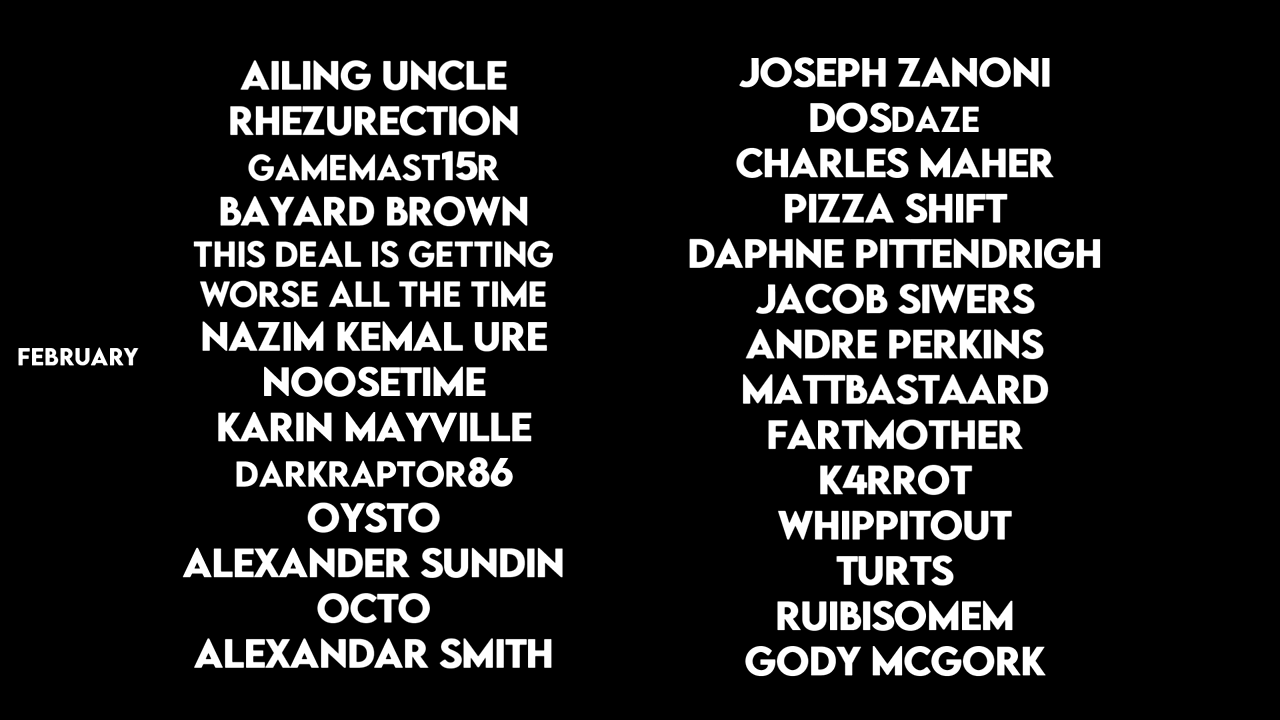 FEBRUARY
AILING UNCLE
RHEZURECTION
GAMEMAST15R
BAYARD BROWN
THIS DEAL IS GETTING
WORSE ALL THE TIME
NAZIM KEMAL URE
NOOSETIME
KARIN MAYVILLE
DARKRAPTOR86
OYSTO
ALEXANDER SUNDIN
OCTO
ALEXANDAR SMITH
JOSEPH ZANONI
DOSDAZE
CHARLES MAHER
PIZZA SHIFT
DAPHNE PITTENDRIGH
JACOB SIWERS
ANDRE PERKINS
MATTBASTAARD
FARTMOTHER
K4RROT
WHIPPITOUT
TURTS
RUIBISOMEM
GODY MCGORK